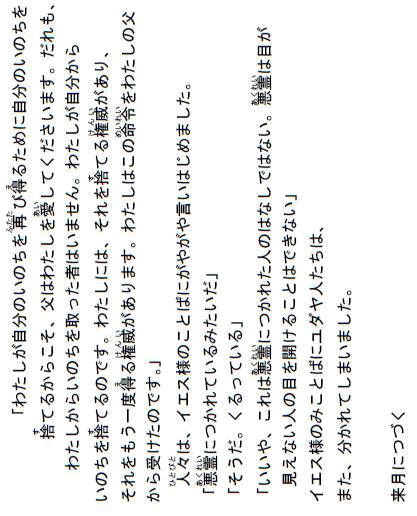 「わたしが自分のいのちを再び得るために自分のいのちを
捨てるからこそ、父はわたしを愛してくださいます。だれも、
わたしからいのちを取った者はいません。わたしが自分から
いのちを捨てるのです。わたしには、それを捨てる権威があり、
それをもう一度得る権威があります。わたしはこの命令をわたしの父
から受けたのです。」
人々は、イエス様のことばにがやがや言いはじめました。
「悪霊につかれているみたいだ」
「そうだ。くるっている」
「いいや、これは悪霊につかれた人のはなしではない。悪霊は目が
見えない人の目を開けることはできない」
イエス様のみことばにユダヤ人たちは、
また、分かれてしまいました。
来月につづく